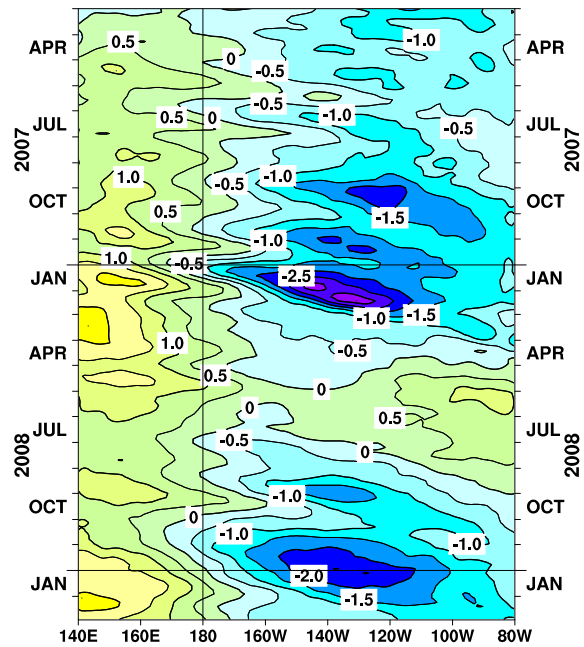 APR 0.5 0 -1.0 APR
-0.5
-0.5
JUL 0.5 0 -1.0 -0.5 JUL
2007 2007
1.0 -0.5 -1.0
OCT 0.5 -1.5 OCT
-1.0
1.0 -0.5
JAN -2.5 JAN
-1.0 -1.5
APR 1.0 -0.5 APR
0.5 0
0 0.5
JUL -0.5 0 JUL
2008 2008
-1.0
OCT 0 OCT
-1.0 -1.0
JAN -2.0 JAN
-1.5
140E 160E 180 160W 140W 120W 100W 80W